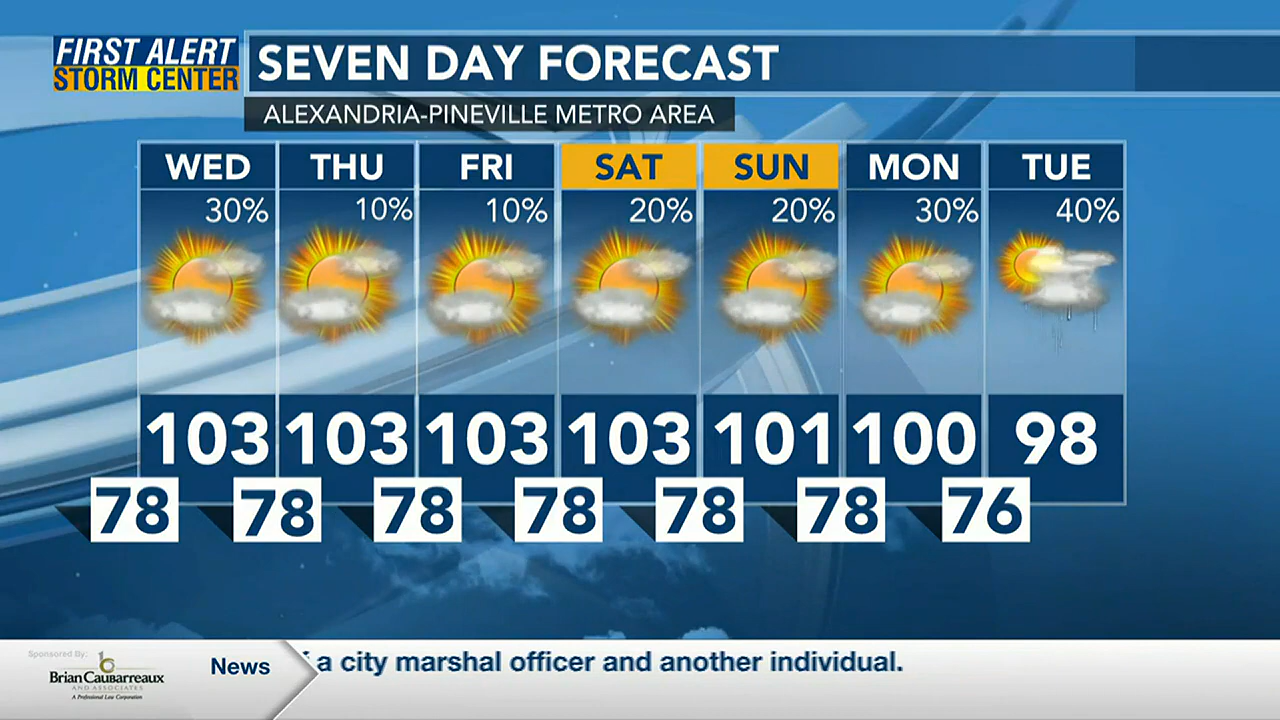 FIRST ALERT
STORM CENTER
SEVEN DAY FORECAST
ALEXANDRIA-PINEVILLE METRO AREA
WED THU FRI SAT SUN MON TUE
30% 10% 10% 20% 20% 30% 40%
103 103 103 103 101 100 98
78 78 78 78 78 78 76
Sponsored By:
Brian Caubarreaux
AND ASSOCIATES
A Professional Law Corporation
News
a city marshal officer and another individual.